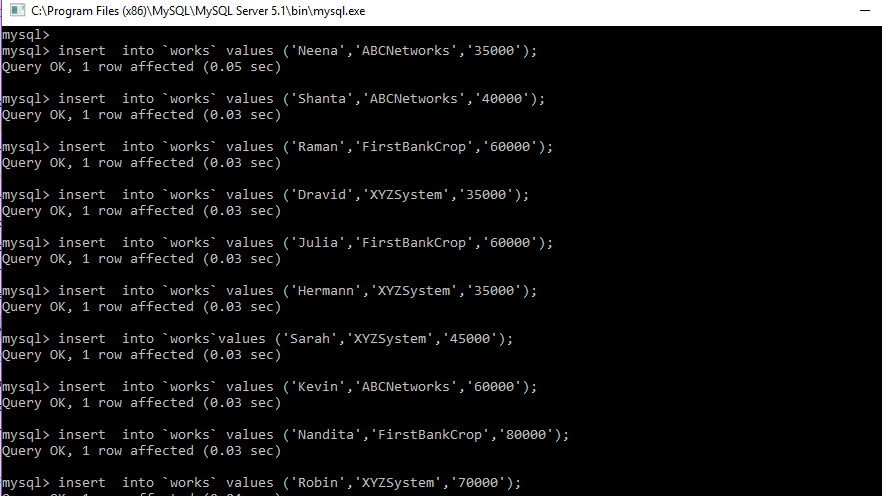 C:\Program Files (x86)\MySQL\MySQL Server 5.1\bin\mysql.exe
mysql>
mysql> insert  into `works` values ('Neena','ABCNetworks','35000');
Query OK, 1 row affected (0.05 sec)
mysql> insert  into `works` values ('Shanta','ABCNetworks','40000');
Query OK, 1 row affected (0.03 sec)
mysql> insert  into `works` values ('Raman','FirstBankCrop','60000');
Query OK, 1 row affected (0.03 sec)
mysql> insert  into `works` values ('Dravid','XYZSystem','35000');
Query OK, 1 row affected (0.03 sec)
mysql> insert  into `works` values ('Julia','FirstBankCrop','60000');
Query OK, 1 row affected (0.03 sec)
mysql> insert  into `works` values ('Hermann','XYZSystem','35000');
Query OK, 1 row affected (0.03 sec)
mysql> insert  into `works`values ('Sarah','XYZSystem','45000');
Query OK, 1 row affected (0.03 sec)
mysql> insert  into `works` values ('Kevin','ABCNetworks','60000');
Query OK, 1 row affected (0.03 sec)
mysql> insert  into `works` values ('Nandita','FirstBankCrop','80000');
Query OK, 1 row affected (0.03 sec)
mysql> insert  into `works` values ('Robin','XYZSystem','70000');